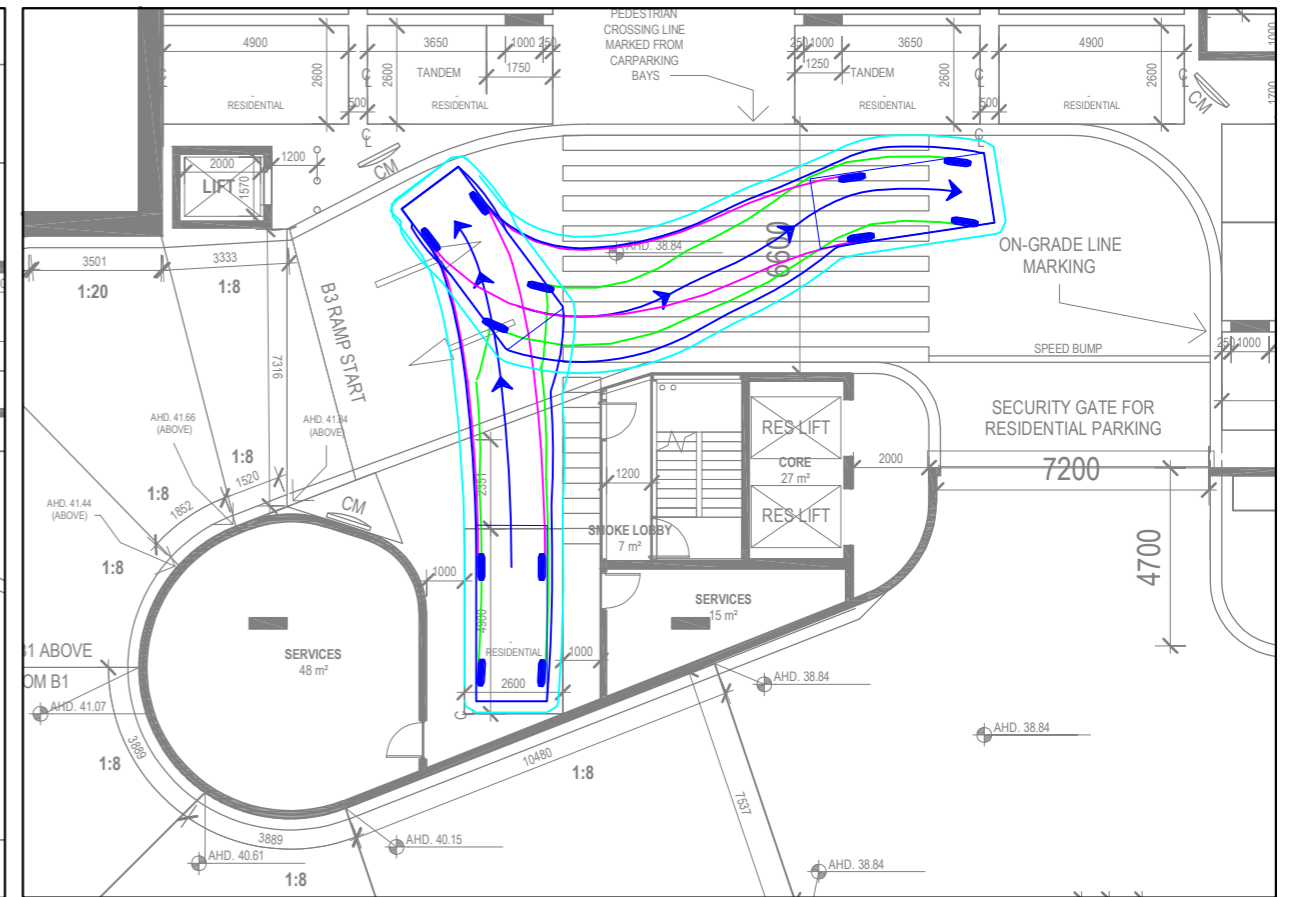 PEDESTRIAN
CROSSING LINE
MARKED FROM
CARPARKING
BAYS
4900
3650
1000 250
250 1000
3650
4900
1000
2600
2600
TANDEM
1750
1250
TANDEM
2600
2600
RESIDENTIAL
500
RESIDENTIAL
RESIDENTIAL
500
RESIDENTIAL
CM
1700
2000
1200
CM
LIFT
1570
AHD. 38.84
6600
ON-GRADE LINE
MARKING
3501
3333
1:20
1:8
B3 RAMP START
7316
SPEED BUMP
250 1000
AHD. 41.66
(ABOVE)
AHD. 41.84
(ABOVE)
SECURITY GATE FOR
RESIDENTIAL PARKING
RES LIFT
1:8
1520
CORE
27 m²
2000
7200
1:8
1852
2351
1200
AHD. 41.44
(ABOVE)
CM
RES LIFT
SMOKE LOBBY
7 m²
1:8
1000
4700
SERVICES
15 m²
4900
B1 ABOVE
OM B1
SERVICES
48 m²
RESIDENTIAL
1000
2600
AHD. 38.84
AHD. 41.07
AHD. 38.84
3889
1:8
10480
1:8
7537
3889
AHD. 40.15
AHD. 40.61
AHD. 38.84
1:8